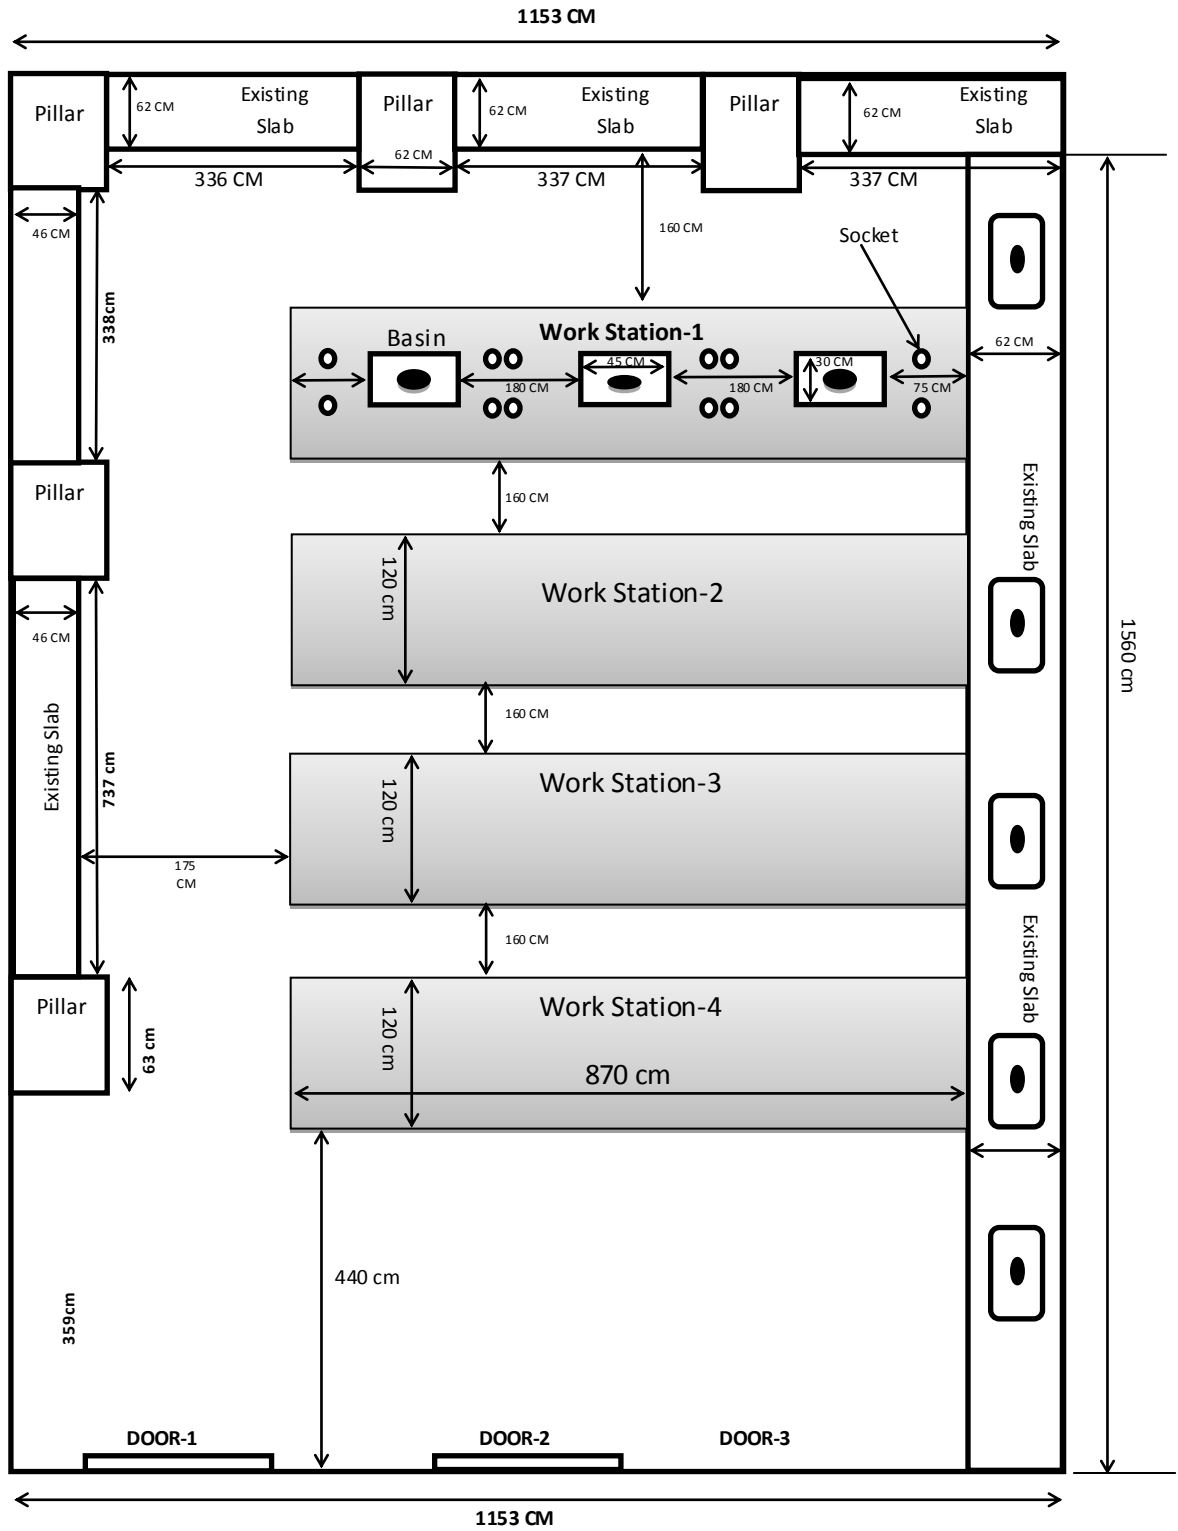 1153 CM
Pillar
62 CM
Existing
Slab
Pillar
62 CM
Existing
Slab
Pillar
62 CM
Existing
Slab
336 CM
62 CM
337 CM
337 CM
46 CM
160 CM
Socket
338cm
Basin
Work Station-1
62 CM
45 CM
30 CM
180 CM
180 CM
75 CM
Pillar
160 CM
Existing Slab
120 cm
Work Station-2
46 CM
1560 cm
160 CM
Existing Slab
737 cm
120 cm
Work Station-3
175
CM
160 CM
Existing Slab
Pillar
63 cm
120 cm
Work Station-4
870 cm
440 cm
359cm
DOOR-1
DOOR-2
DOOR-3
1153 CM